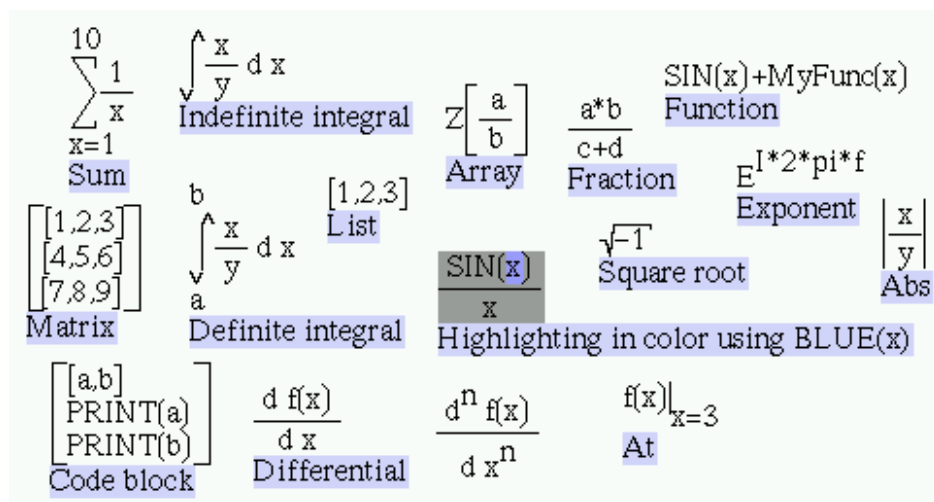 10
∑ 1/x
x=1
Sum
∫ x/y d x
Indefinite integral
Z[a/b]
Array
a*b
c+d
Fraction
SIN(x)+MyFunc(x)
Function
E^I*2*pi*f
Exponent
[[1,2,3]
[4,5,6]
[7,8,9]]
Matrix
b
∫ x/y d x
a
Definite integral
[1,2,3]
List
SIN(x)
x
Highlighting in color using BLUE(x)
√-1
Square root
|x/y|
Abs
[[a,b]
PRINT(a)
PRINT(b)]
Code block
d f(x)
d x
Differential
d^n f(x)
d x^n
f(x)|x=3
At